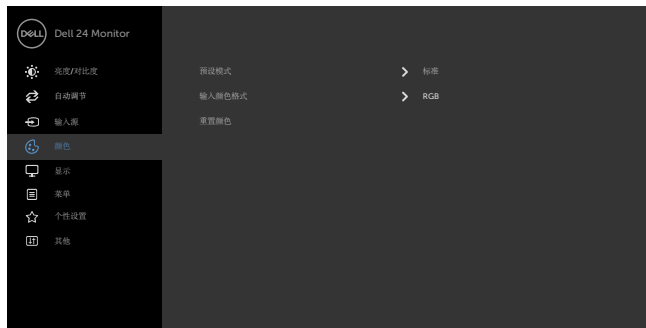 DELL Dell 24 Monitor
亮度/对比度
预设模式 标准
自动调节
输入颜色格式 RGB
输入源
重置颜色
颜色
显示
菜单
个性设置
其他